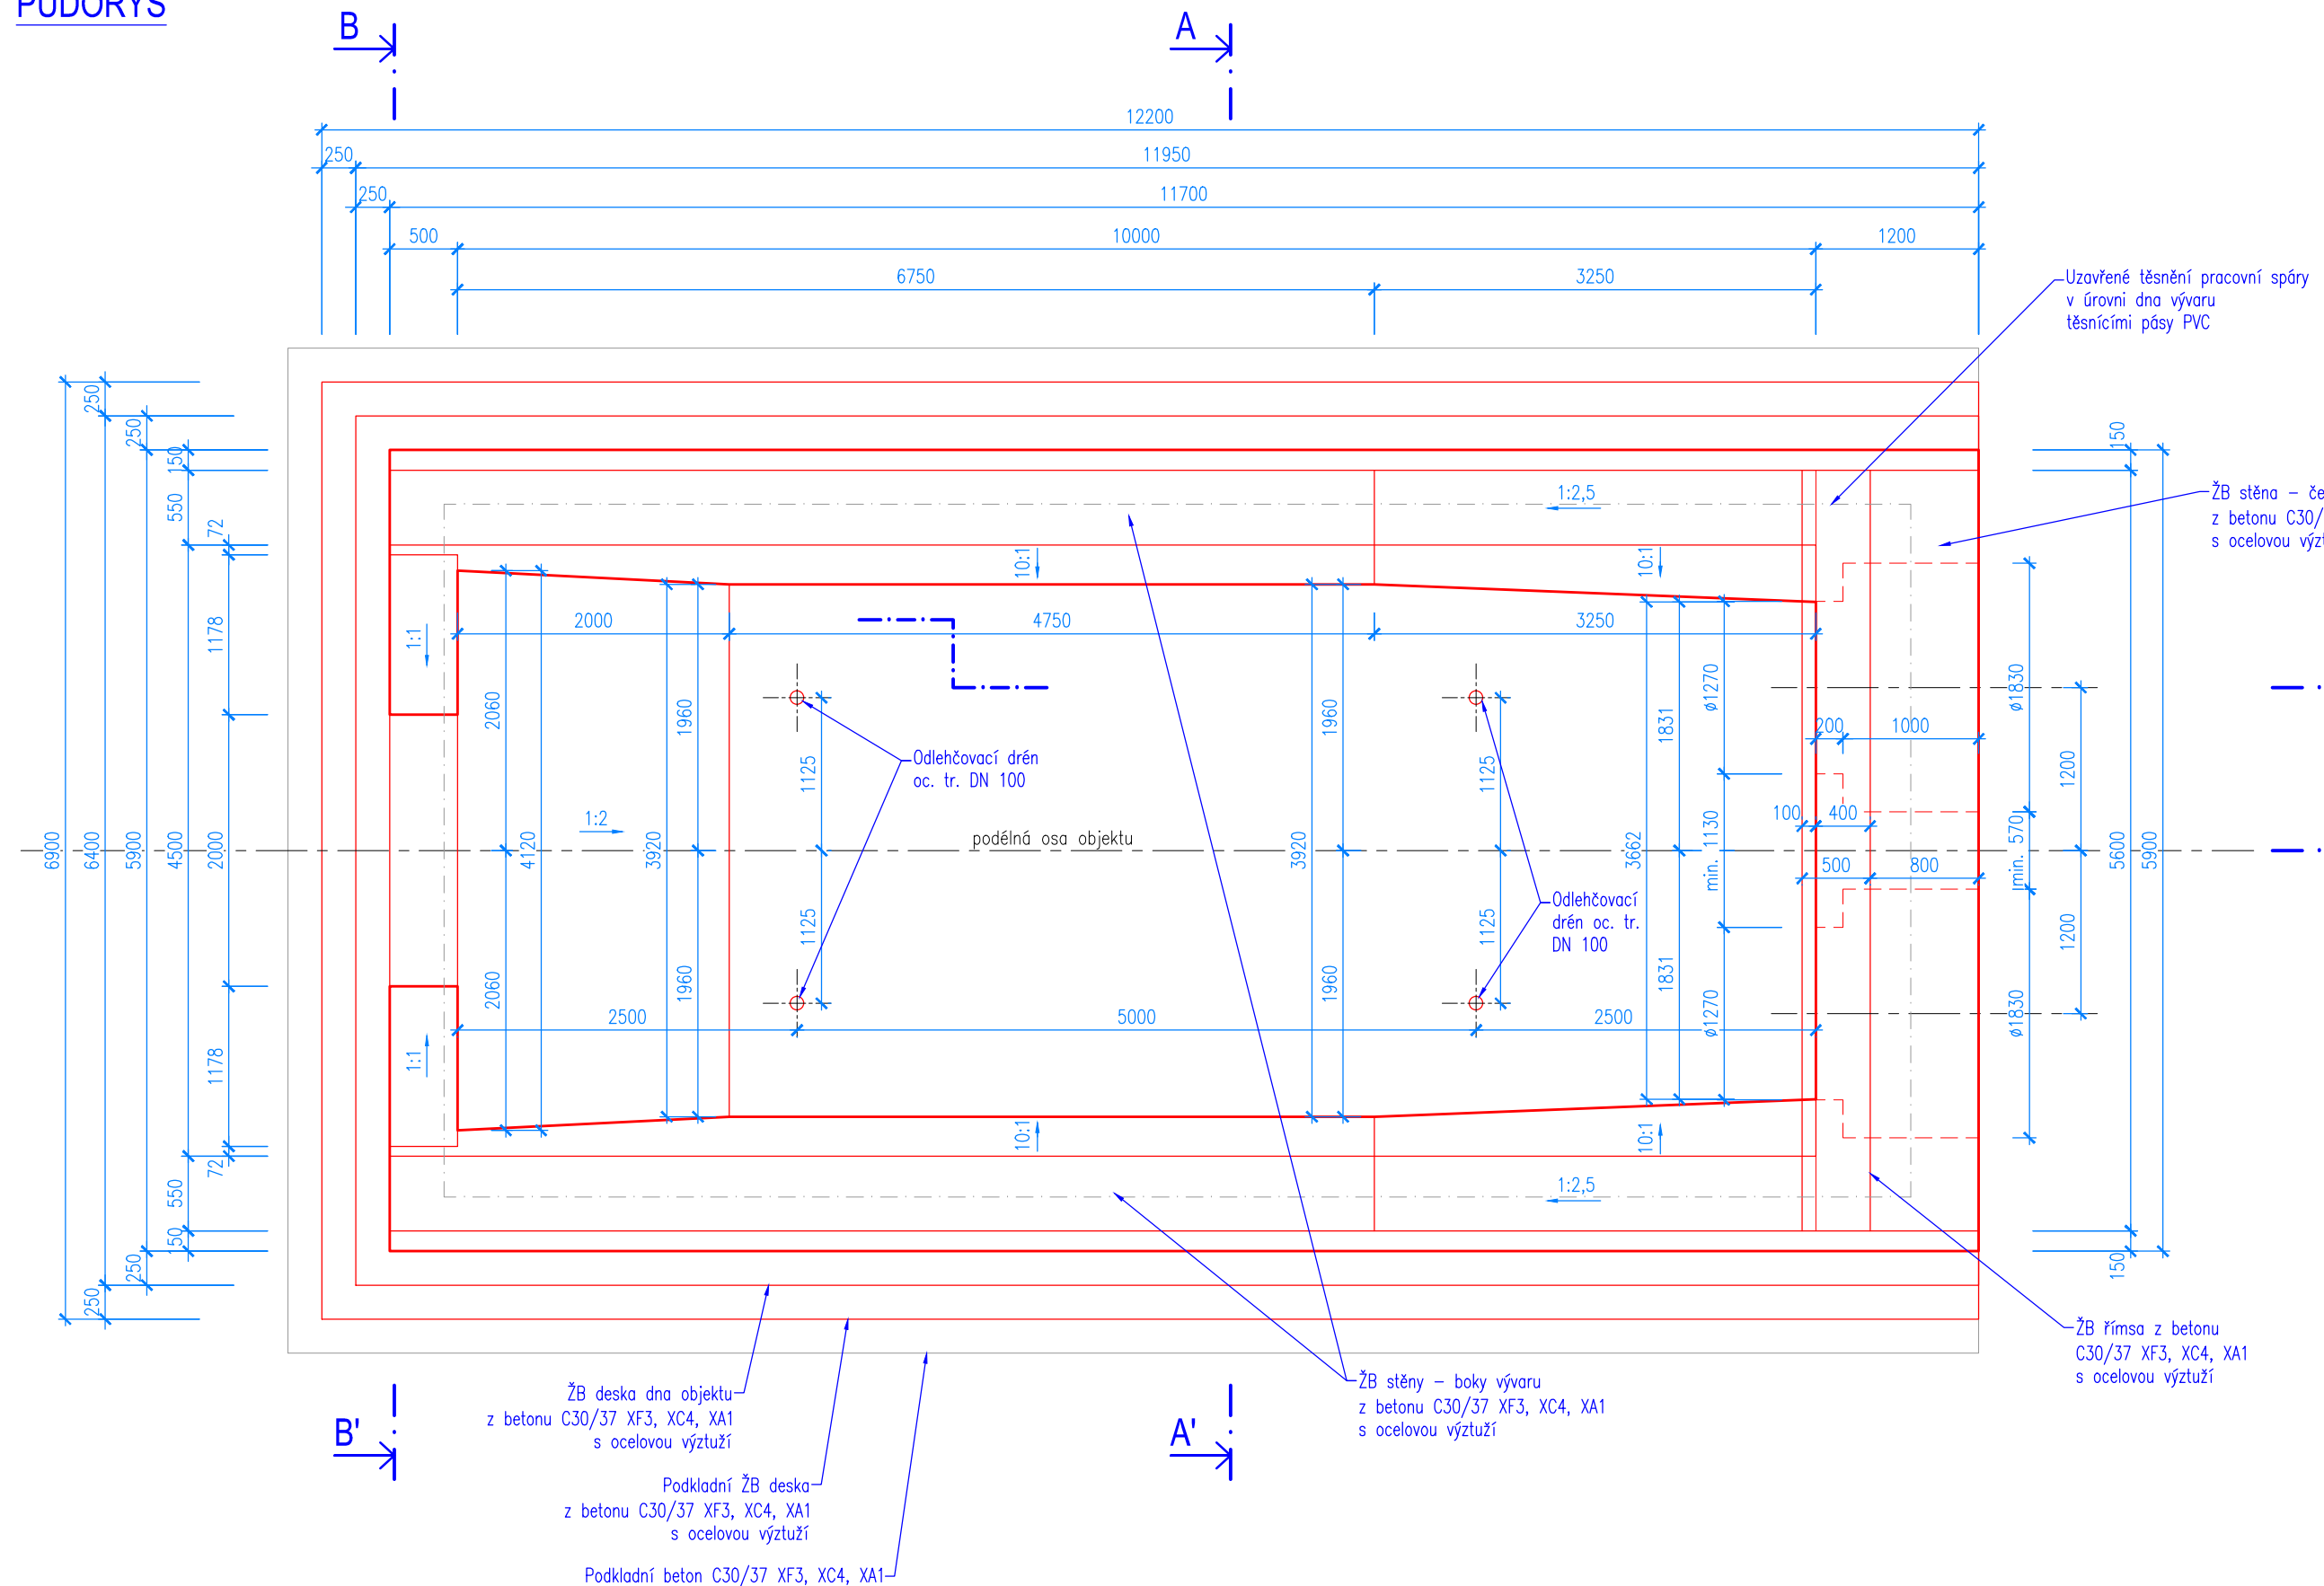 PŮDORYS
B
A
12200
250
11950
250
11700
500
10000
1200
6750
3250
Uzavřené těsnění pracovní spáry
v úrovni dna vývaru
těsnícími pásy PVC
ŽB stěna – če
z betonu C30/
s ocelovou výzt
6900
250
6400
250
250
5900
250
150
550
4500
550
150
72
1178
2000
1178
72
1:1
1:1
2060
2060
4120
2000
4750
3250
1:2
3920
1960
1960
10:1
10:1
1:2,5
1125
1125
Odlehčovací drén
oc. tr. DN 100
podélná osa objektu
3920
1960
1960
1125
1125
Odlehčovací
drén oc. tr.
DN 100
3662
1831
1831
ø1270
min. 1130
ø1270
200
1000
100
400
500
800
ø1830
min. 570
ø1830
1200
1200
150
5600
150
5900
2500
5000
2500
10:1
10:1
1:2,5
ŽB deska dna objektu
z betonu C30/37 XF3, XC4, XA1
s ocelovou výztuží
Podkladní ŽB deska
z betonu C30/37 XF3, XC4, XA1
s ocelovou výztuží
Podkladní beton C30/37 XF3, XC4, XA1
ŽB stěny – boky vývaru
z betonu C30/37 XF3, XC4, XA1
s ocelovou výztuží
ŽB římsa z betonu
C30/37 XF3, XC4, XA1
s ocelovou výztuží
B'
A'